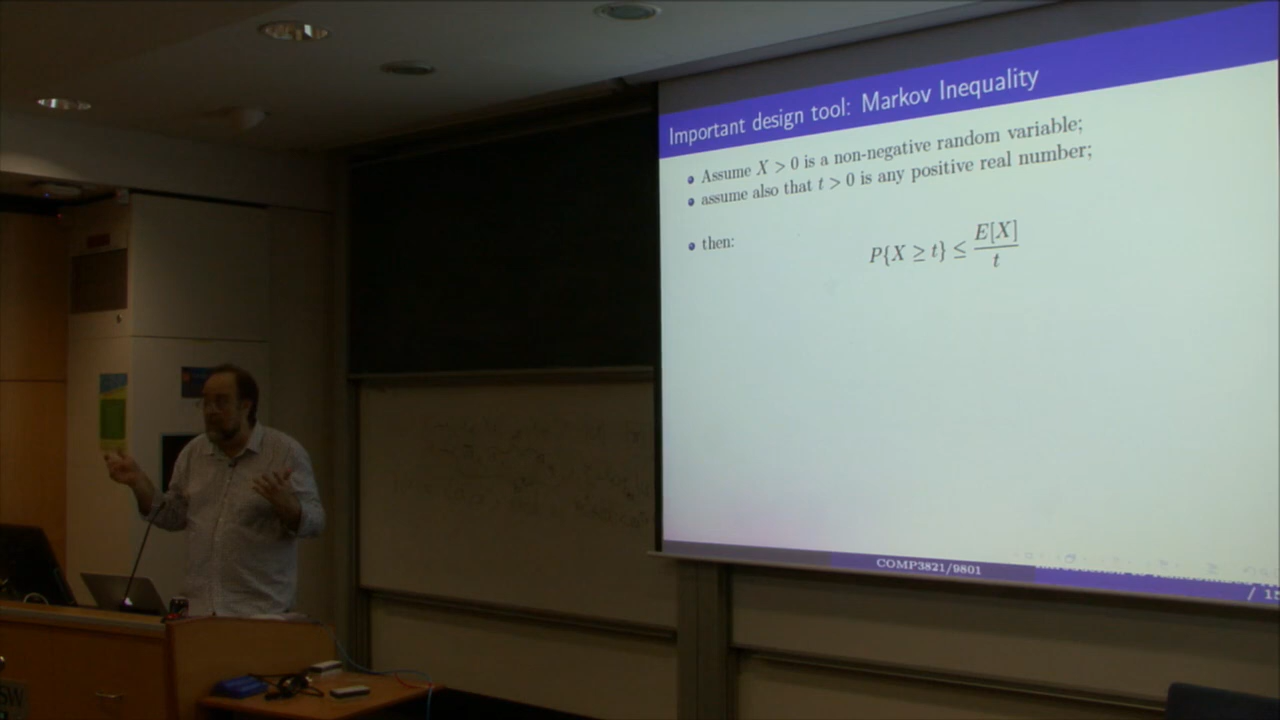 Important design tool: Markov Inequality
Assume X > 0 is a non-negative random variable;
assume also that t > 0 is any positive real number;
then:
P{X ≥ t} ≤ E[X] / t
COMP3821/9801
/ 15
SW